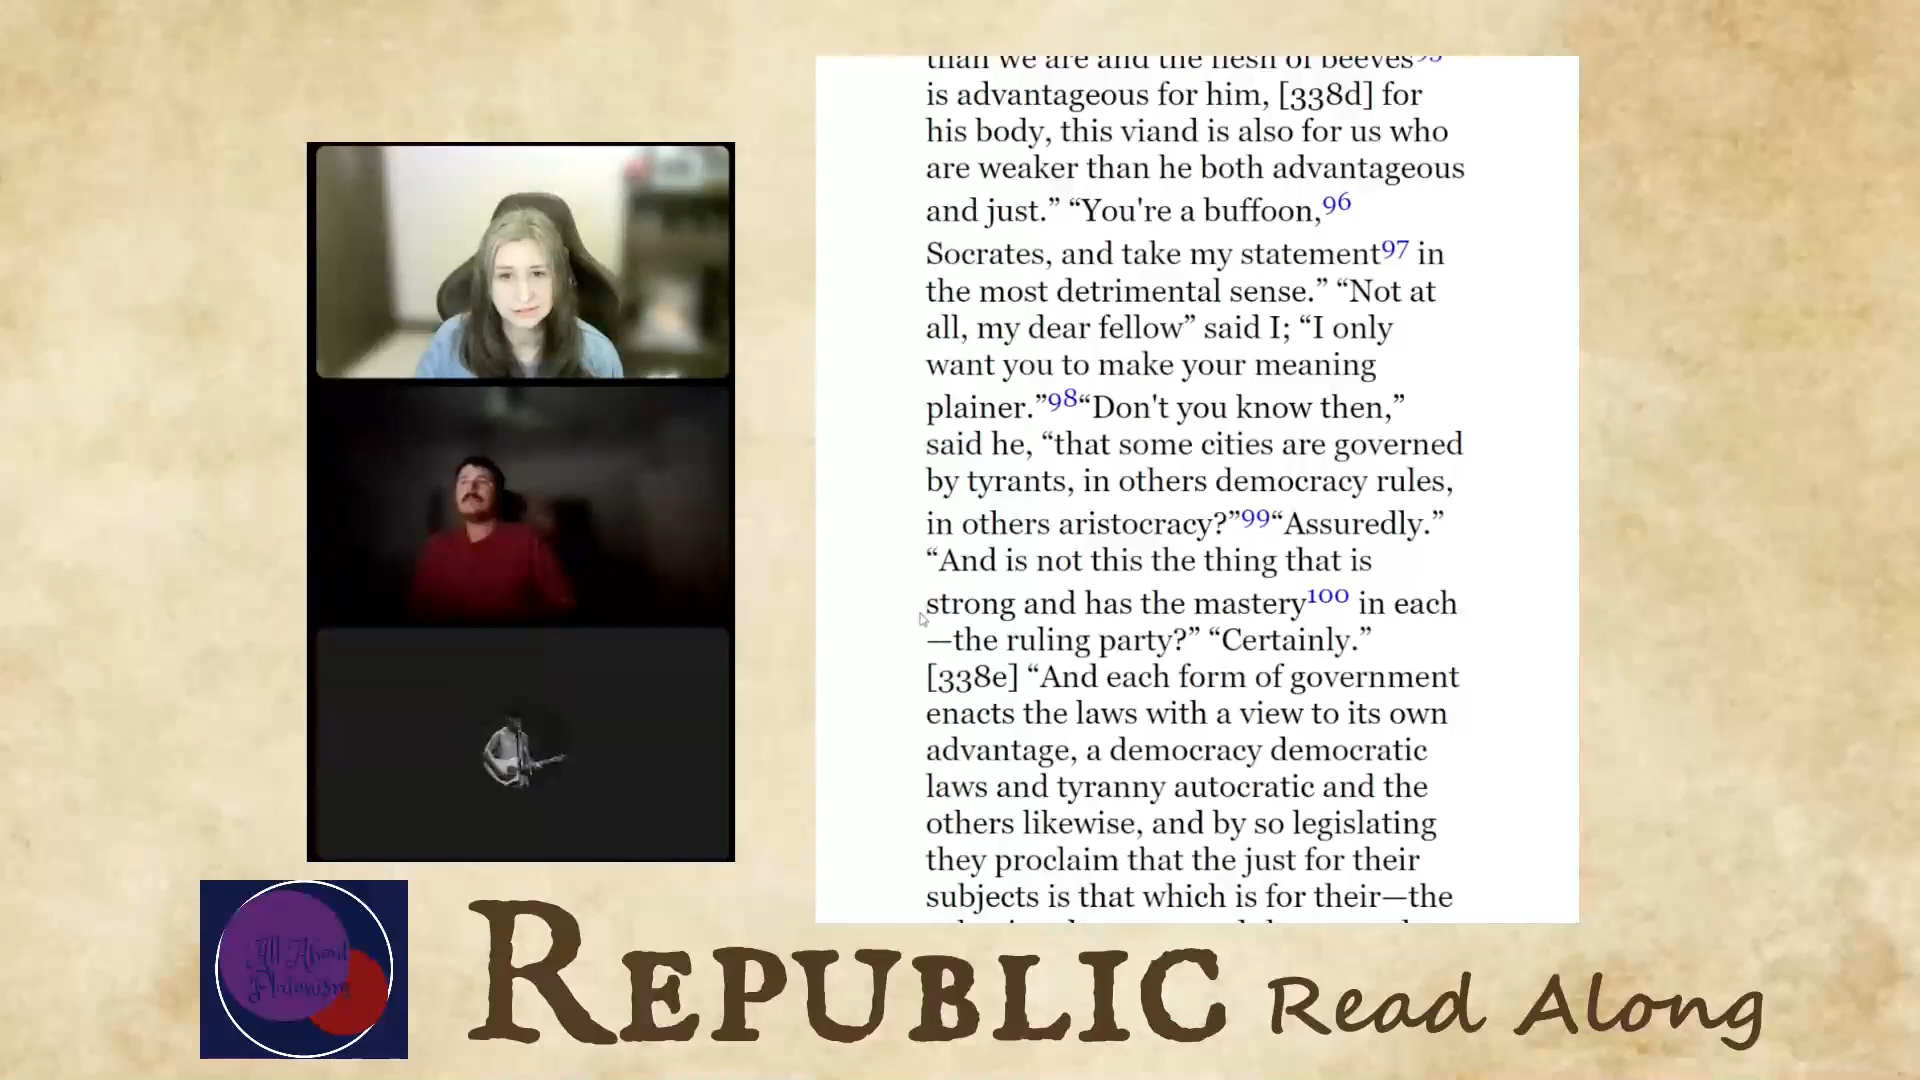 is advantageous for him, [338d] for
his body, this viand is also for us who
are weaker than he both advantageous
and just.” “You're a buffoon,96
Socrates, and take my statement97 in
the most detrimental sense.” “Not at
all, my dear fellow” said I; “I only
want you to make your meaning
plainer.”98“Don't you know then,”
said he, “that some cities are governed
by tyrants, in others democracy rules,
in others aristocracy?”99“Assuredly.”
“And is not this the thing that is
strong and has the mastery100 in each
—the ruling party?” “Certainly.”
[338e] “And each form of government
enacts the laws with a view to its own
advantage, a democracy democratic
laws and tyranny autocratic and the
others likewise, and by so legislating
they proclaim that the just for their
subjects is that which is for their—the
All About
Platonism
REPUBLIC Read Along